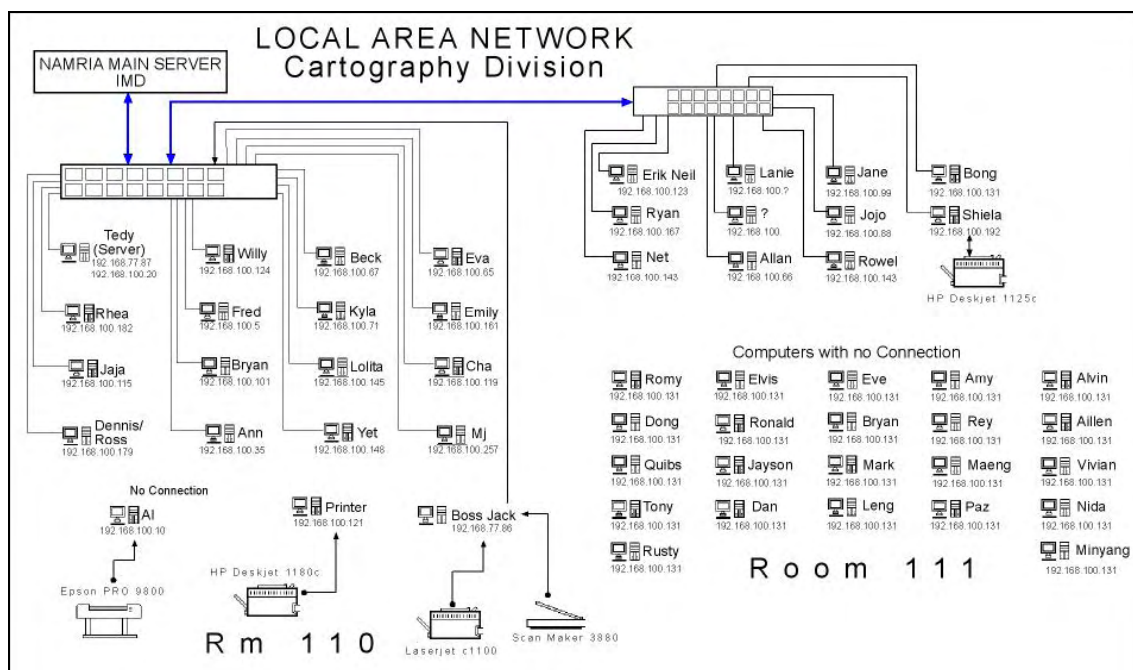 LOCAL AREA NETWORK
Cartography Division
NAMRIA MAIN SERVER
IMD
Erik Neil
192.168.100.123
Lanie
192.168.100.?
Jane
192.168.100.99
Bong
192.168.100.131
Ryan
192.168.100.167
?
192.168.100.
Jojo
192.168.100.88
Shiela
192.168.100.192
Net
192.168.100.143
Allan
192.168.100.66
Rowel
192.168.100.143
HP Deskjet 1125c
Tedy
(Server)
192.168.77.87
192.168.100.20
Willy
192.168.100.124
Beck
192.168.100.67
Eva
192.168.100.65
Rhea
192.168.100.182
Fred
192.168.100.5
Kyla
192.168.100.71
Emily
192.168.100.161
Jaja
192.168.100.115
Bryan
192.168.100.101
Lolita
192.168.100.145
Cha
192.168.100.119
Dennis/
Ross
192.168.100.179
Ann
192.168.100.35
Yet
192.168.100.148
Mj
192.168.100.257
No Connection
Al
192.168.100.10
Printer
192.168.100.121
Boss Jack
192.168.77.86
Epson PRO 9800
HP Deskjet 1180c
Laserjet c1100
Scan Maker 3880
Rm 110
Computers with no Connection
Romy
192.168.100.131
Elvis
192.168.100.131
Eve
192.168.100.131
Amy
192.168.100.131
Alvin
192.168.100.131
Dong
192.168.100.131
Ronald
192.168.100.131
Bryan
192.168.100.131
Rey
192.168.100.131
Aillen
192.168.100.131
Quibs
192.168.100.131
Jayson
192.168.100.131
Mark
192.168.100.131
Maeng
192.168.100.131
Vivian
192.168.100.131
Tony
192.168.100.131
Dan
192.168.100.131
Leng
192.168.100.131
Paz
192.168.100.131
Nida
192.168.100.131
Rusty
192.168.100.131
Minyang
192.168.100.131
Room 111